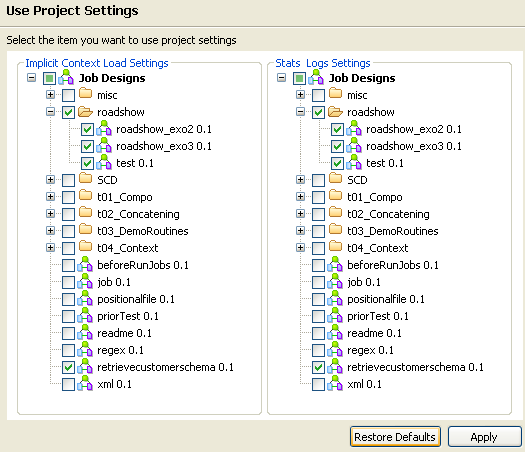 Use Project Settings
Select the item you want to use project settings
Implicit Context Load Settings
Job Designs
misc
roadshow
roadshow_exo2 0.1
roadshow_exo3 0.1
test 0.1
SCD
t01_Compo
t02_Concatening
t03_DemoRoutines
t04_Context
beforeRunJobs 0.1
job 0.1
positionalfile 0.1
priorTest 0.1
readme 0.1
regex 0.1
retrievecustomerschema 0.1
xml 0.1
Stats Logs Settings
Job Designs
misc
roadshow
roadshow_exo2 0.1
roadshow_exo3 0.1
test 0.1
SCD
t01_Compo
t02_Concatening
t03_DemoRoutines
t04_Context
beforeRunJobs 0.1
job 0.1
positionalfile 0.1
priorTest 0.1
readme 0.1
regex 0.1
retrievecustomerschema 0.1
xml 0.1
Restore Defaults
Apply